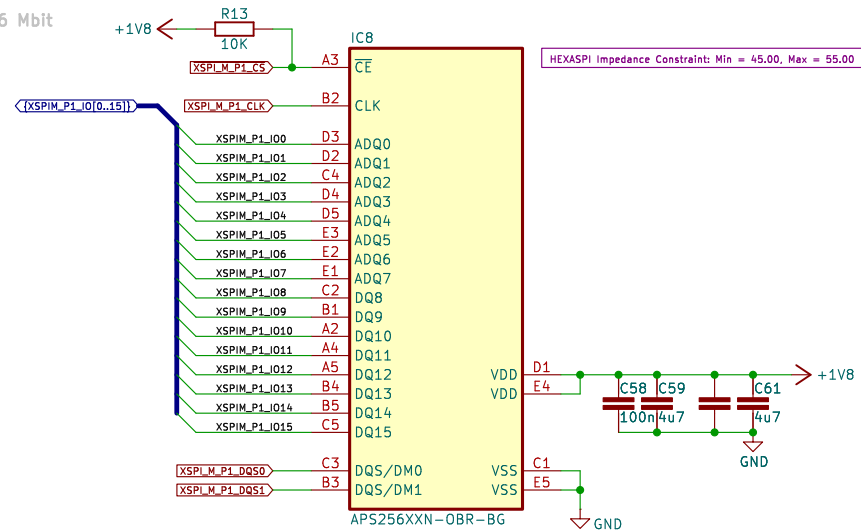 6 Mbit
R13
+1V8
10K
IC8
HEXASPI Impedance Constraint: Min = 45.00, Max = 55.00
XSPI_M_P1_CS
A3
CE
{XSPIM_P1_IO[0..15]}
XSPI_M_P1_CLK
B2
CLK
XSPIM_P1_IO0
D3
ADQ0
XSPIM_P1_IO1
D2
ADQ1
XSPIM_P1_IO2
C4
ADQ2
XSPIM_P1_IO3
D4
ADQ3
XSPIM_P1_IO4
D5
ADQ4
XSPIM_P1_IO5
E3
ADQ5
XSPIM_P1_IO6
E2
ADQ6
XSPIM_P1_IO7
E1
ADQ7
XSPIM_P1_IO8
C2
DQ8
XSPIM_P1_IO9
B1
DQ9
XSPIM_P1_IO10
A2
DQ10
XSPIM_P1_IO11
A4
DQ11
XSPIM_P1_IO12
A5
DQ12
XSPIM_P1_IO13
B4
DQ13
XSPIM_P1_IO14
B5
DQ14
XSPIM_P1_IO15
C5
DQ15
XSPI_M_P1_DQS0
C3
DQS/DM0
XSPI_M_P1_DQS1
B3
DQS/DM1
VDD
D1
VDD
E4
C58
C59
C61
+1V8
100n
4u7
4u7
GND
VSS
C1
VSS
E5
GND
APS256XXN-OBR-BG